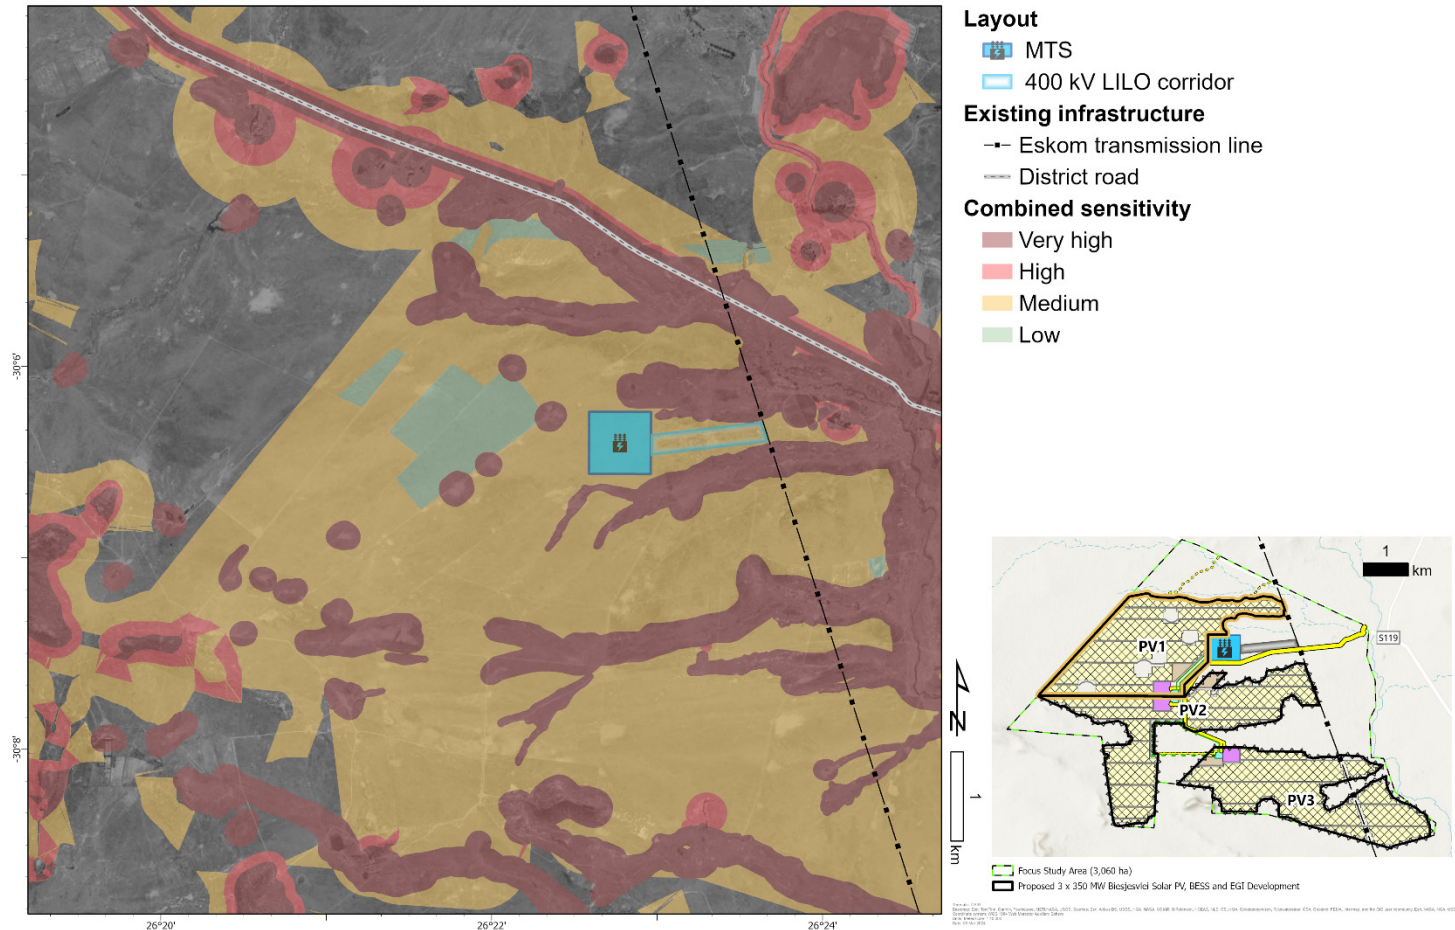 Layout
MTS
400 kV LILO corridor
Existing infrastructure
Eskom transmission line
District road
Combined sensitivity
Very high
High
Medium
Low
-30°6'
-30°8'
26°20'
26°22'
26°24'
N
1
km
1
km
S119
PV1
PV2
PV3
Focus Study Area (3,060 ha)
Proposed 3 x 350 MW Biesjesvlei Solar PV, BESS and EGI Development